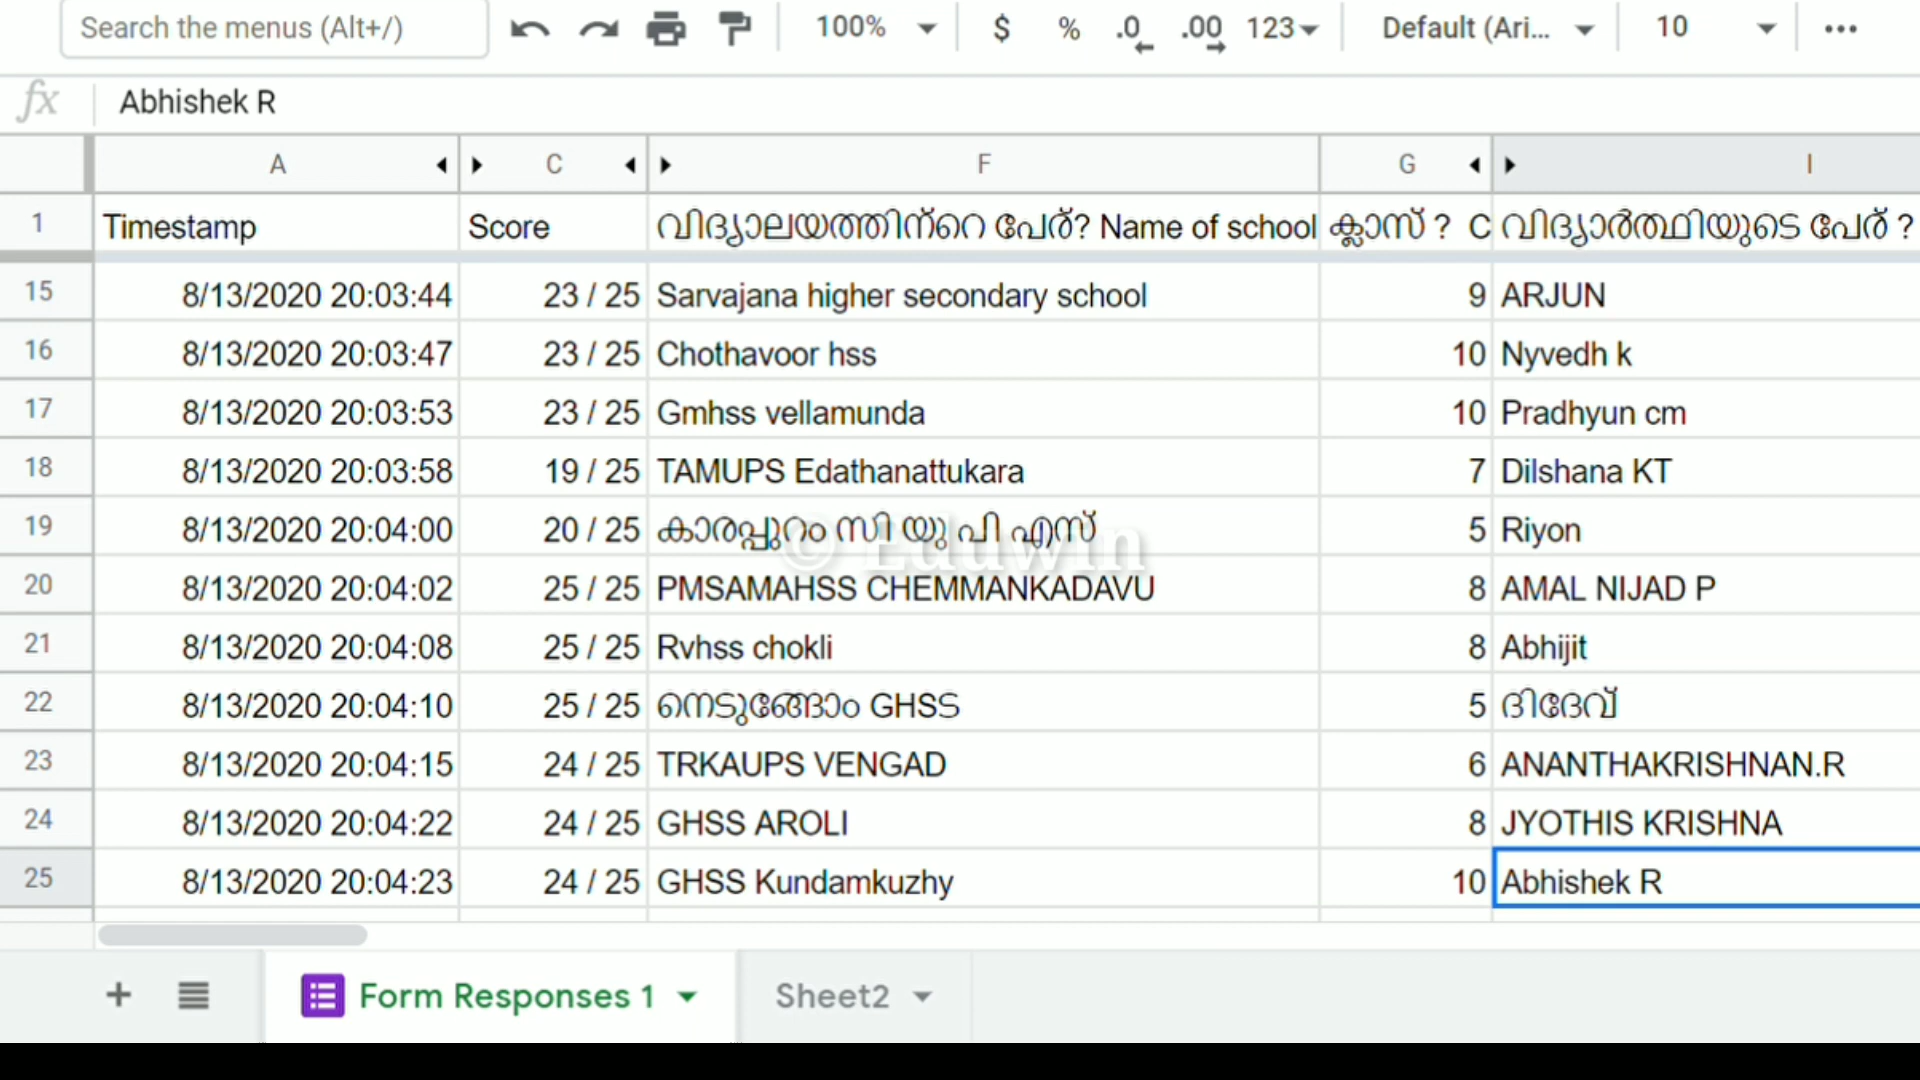 Search the menus (Alt+/) 100% $ % .0 .00 123 Default (Ari... 10
fx Abhishek R
A C F G I
1 Timestamp Score വിദ്യാലയത്തിന്റെ പേര്? Name of school ക്ലാസ് ? C വിദ്യാർത്ഥിയുടെ പേര് ?
15 8/13/2020 20:03:44 23 / 25 Sarvajana higher secondary school 9 ARJUN
16 8/13/2020 20:03:47 23 / 25 Chothavoor hss 10 Nyvedh k
17 8/13/2020 20:03:53 23 / 25 Gmhss vellamunda 10 Pradhyun cm
18 8/13/2020 20:03:58 19 / 25 TAMUPS Edathanattukara 7 Dilshana KT
19 8/13/2020 20:04:00 20 / 25 കാരപ്പുറം സി യു പി എസ് 5 Riyon
© Eduwin
20 8/13/2020 20:04:02 25 / 25 PMSAMAHSS CHEMMANKADAVU 8 AMAL NIJAD P
21 8/13/2020 20:04:08 25 / 25 Rvhss chokli 8 Abhijit
22 8/13/2020 20:04:10 25 / 25 നെടുങ്ങോം GHSS 5 ദിദേവ്
23 8/13/2020 20:04:15 24 / 25 TRKAUPS VENGAD 6 ANANTHAKRISHNAN.R
24 8/13/2020 20:04:22 24 / 25 GHSS AROLI 8 JYOTHIS KRISHNA
25 8/13/2020 20:04:23 24 / 25 GHSS Kundamkuzhy 10 Abhishek R
+ Form Responses 1 Sheet2